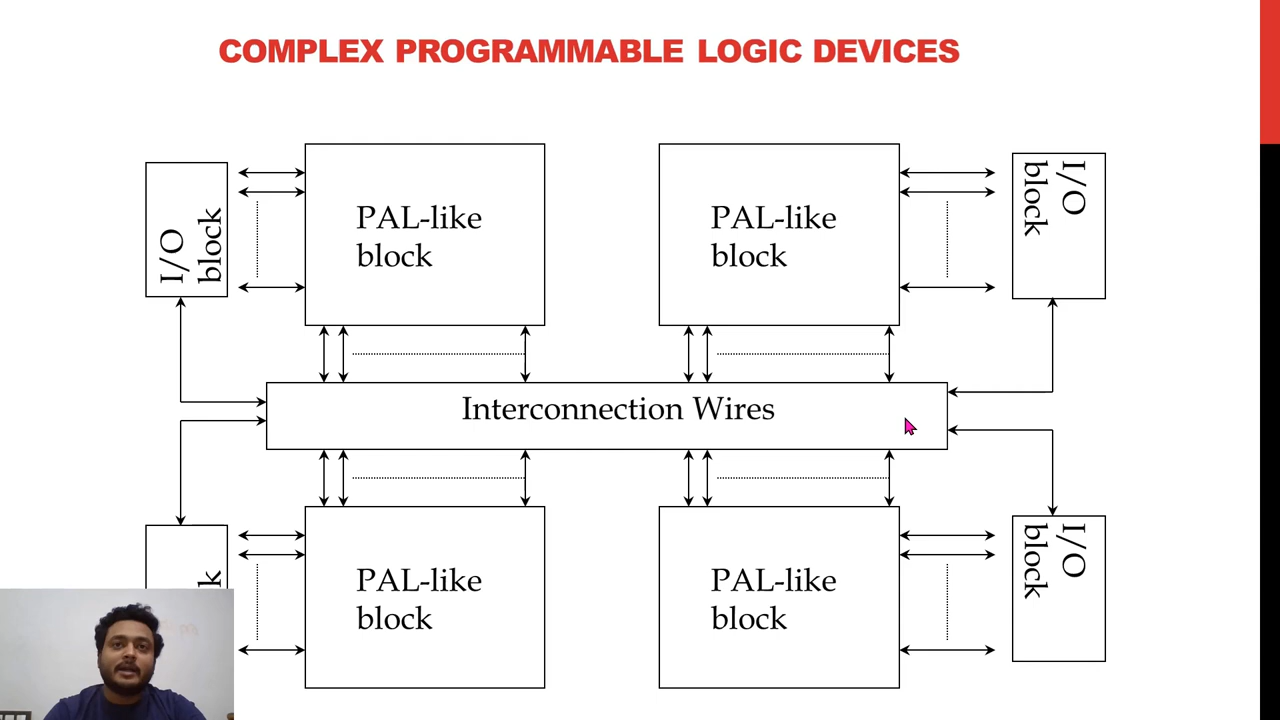 COMPLEX PROGRAMMABLE LOGIC DEVICES
I/O
block
PAL-like
block
PAL-like
block
I/O
block
Interconnection Wires
PAL-like
block
PAL-like
block
I/O
block